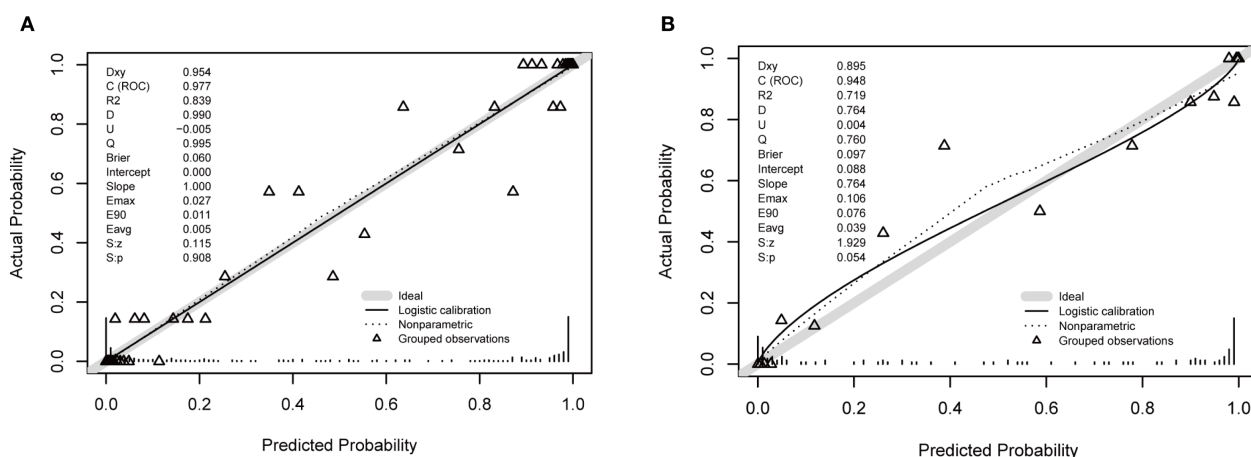 A
Dxy 0.954
C (ROC) 0.977
R2 0.839
D 0.990
U −0.005
Q 0.995
Brier 0.060
Intercept 0.000
Slope 1.000
Emax 0.027
E90 0.011
Eavg 0.005
S:z 0.115
S:p 0.908
Ideal
Logistic calibration
Nonparametric
Grouped observations
Actual Probability
0.0 0.2 0.4 0.6 0.8 1.0
0.0 0.2 0.4 0.6 0.8 1.0
Predicted Probability
B
Dxy 0.895
C (ROC) 0.948
R2 0.719
D 0.764
U 0.004
Q 0.760
Brier 0.097
Intercept 0.088
Slope 0.764
Emax 0.106
E90 0.076
Eavg 0.039
S:z 1.929
S:p 0.054
Ideal
Logistic calibration
Nonparametric
Grouped observations
Actual Probability
0.0 0.2 0.4 0.6 0.8 1.0
0.0 0.2 0.4 0.6 0.8 1.0
Predicted Probability